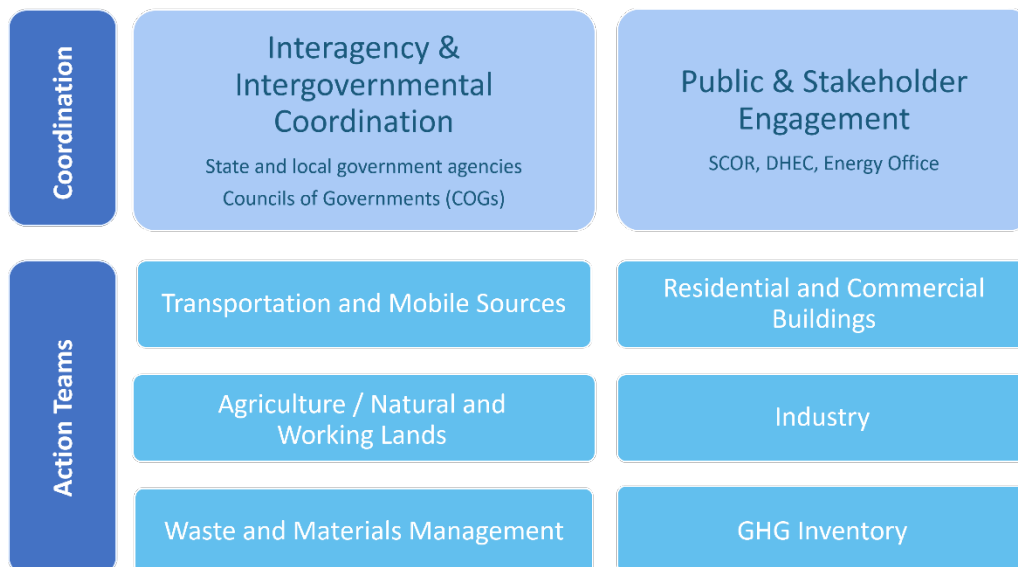 Coordination
Interagency &
Intergovernmental
Coordination
State and local government agencies
Councils of Governments (COGs)
Public & Stakeholder
Engagement
SCOR, DHEC, Energy Office
Action Teams
Transportation and Mobile Sources
Residential and Commercial
Buildings
Agriculture / Natural and
Working Lands
Industry
Waste and Materials Management
GHG Inventory